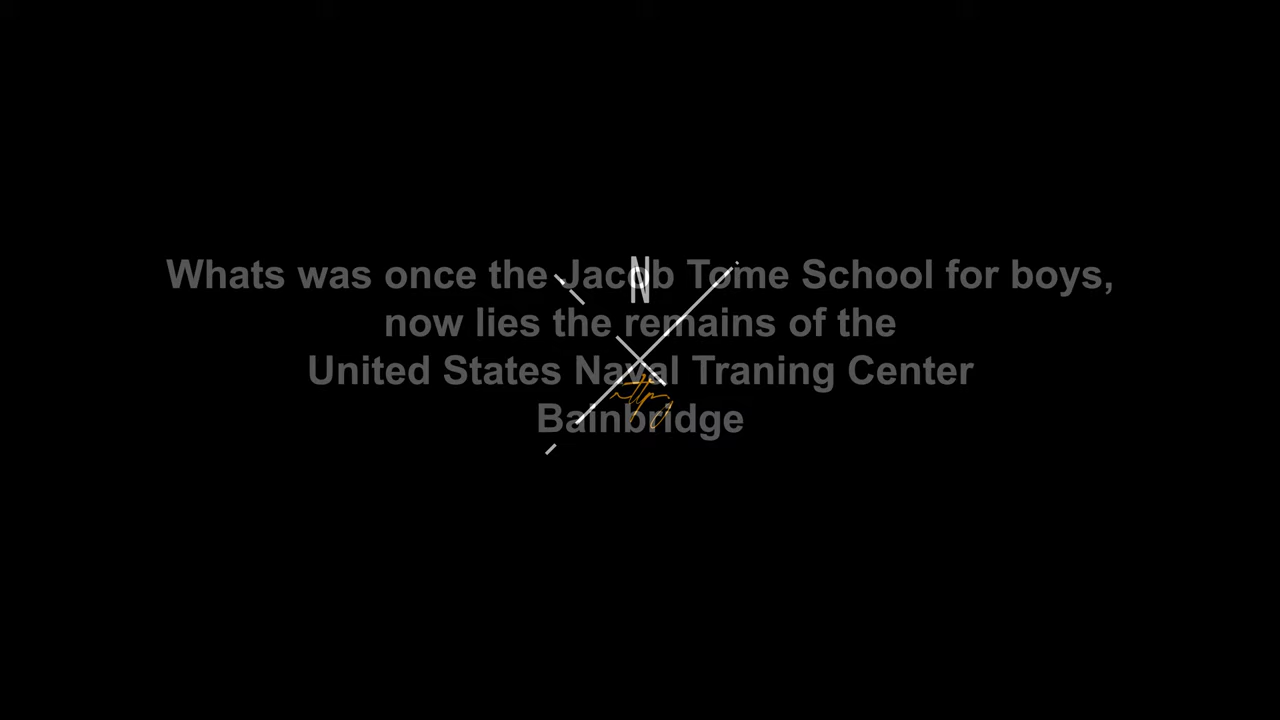 Whats was once the Jacob Tome School for boys,
now lies the remains of the
United States Naval Traning Center
Bainbridge
N